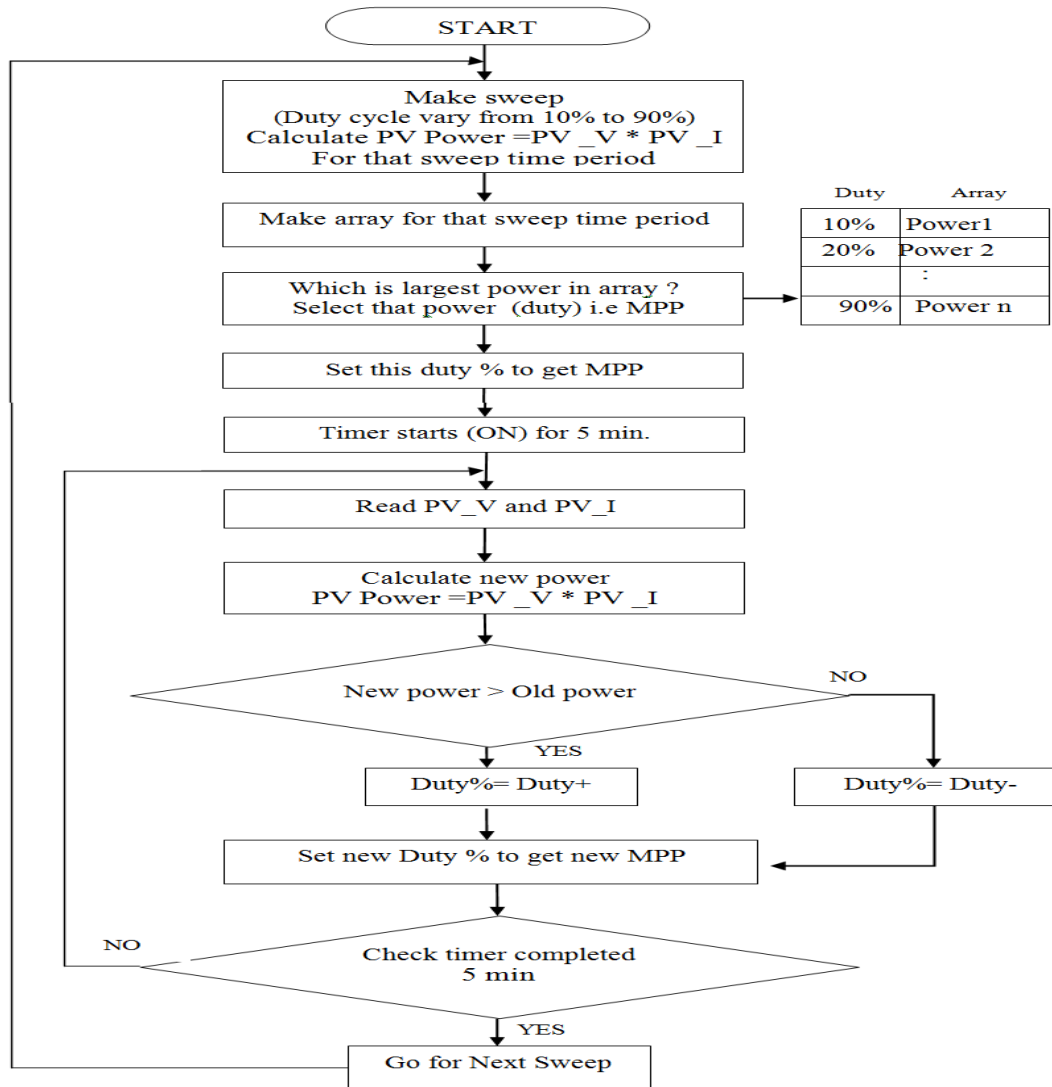 START
Make sweep
(Duty cycle vary from 10% to 90%)
Calculate PV Power =PV _V * PV _I
For that sweep time period
Make array for that sweep time period
Duty Array
10% Power1
20% Power 2
:
90% Power n
Which is largest power in array ?
Select that power (duty) i.e MPP
Set this duty % to get MPP
Timer starts (ON) for 5 min.
Read PV_V and PV_I
Calculate new power
PV Power =PV _V * PV _I
New power > Old power
NO
YES
Duty%= Duty+
Duty%= Duty-
Set new Duty % to get new MPP
NO
Check timer completed
5 min
YES
Go for Next Sweep